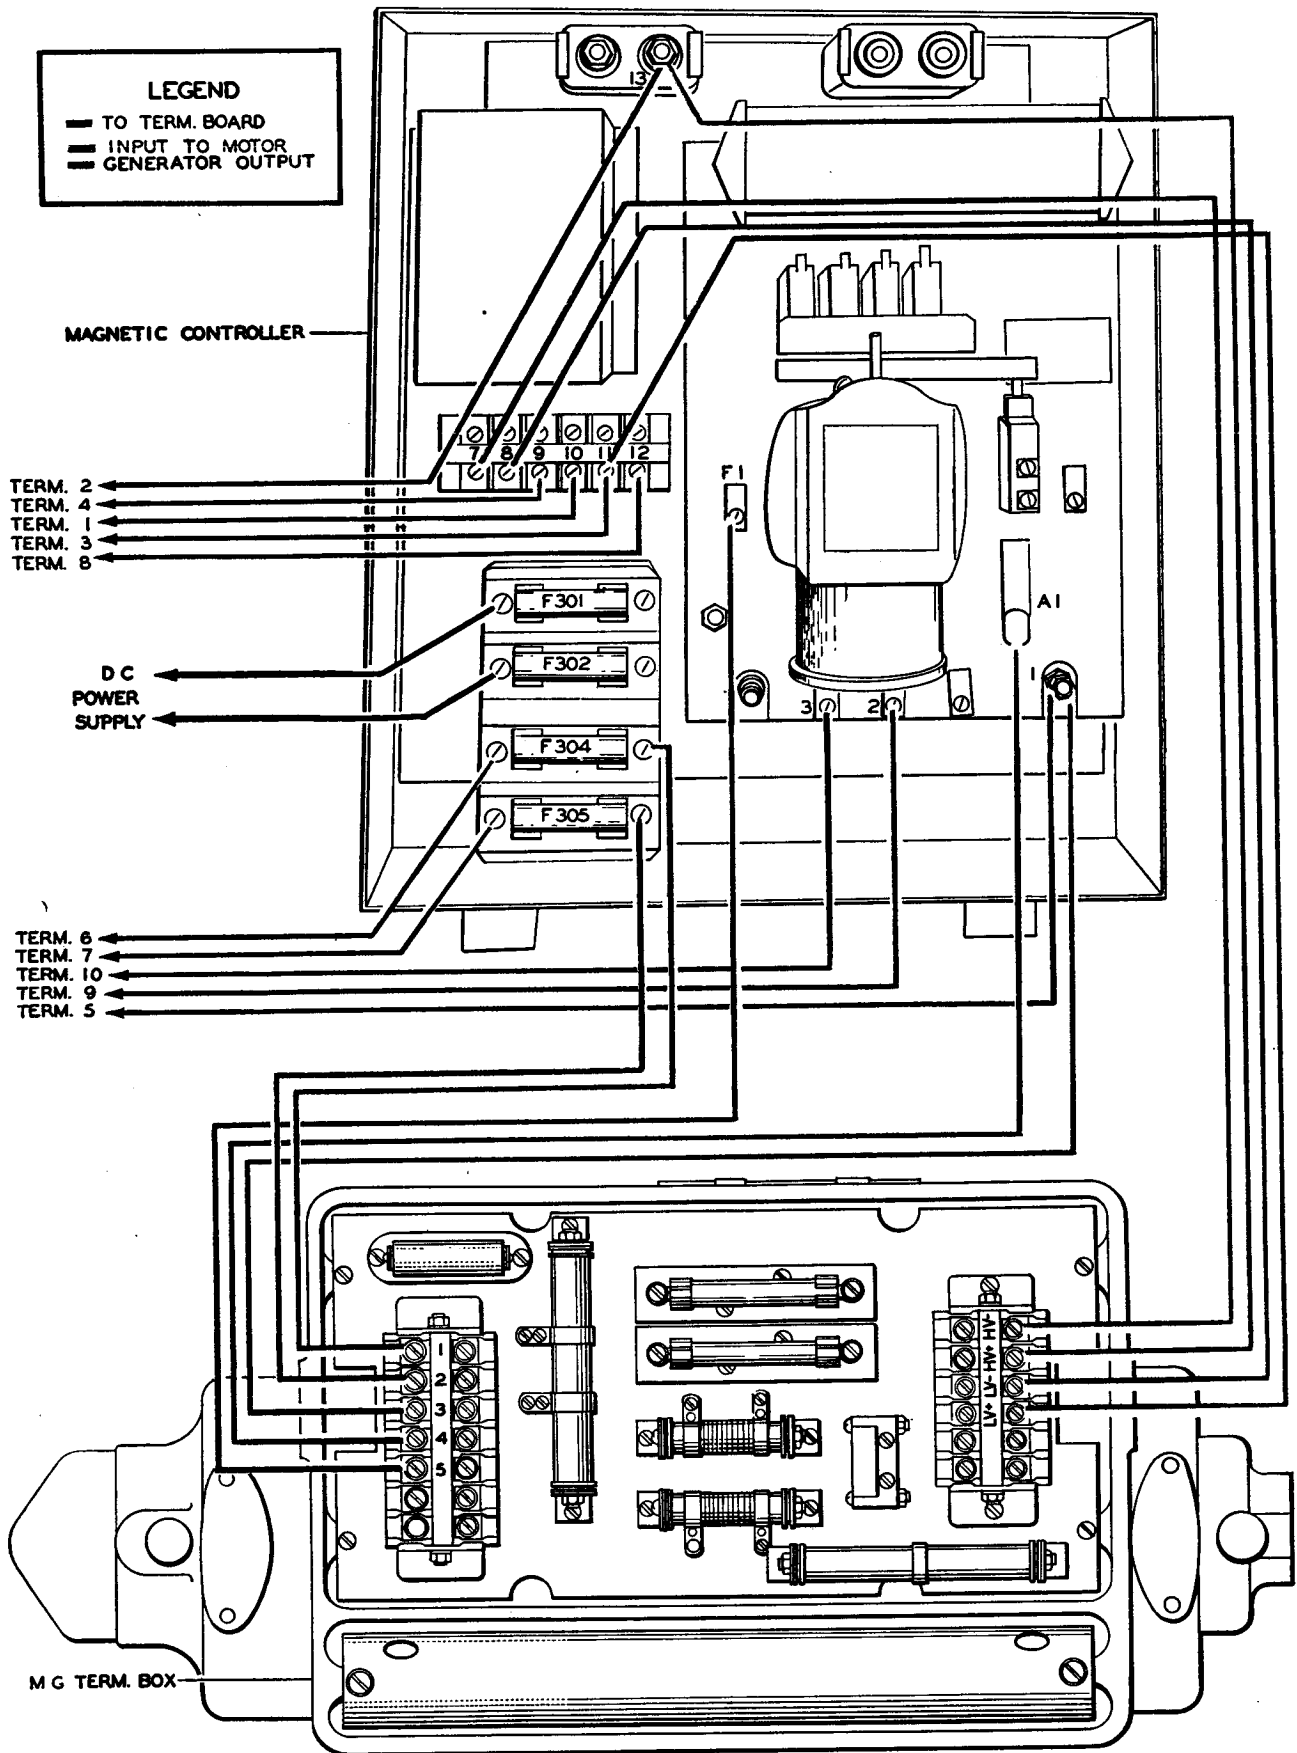 LEGEND
TO TERM. BOARD
INPUT TO MOTOR
GENERATOR OUTPUT
13
MAGNETIC CONTROLLER
7 8 9 10 11 12
TERM. 2
TERM. 4
TERM. 1
TERM. 3
TERM. 8
F1
F301
A1
F302
DC
POWER
SUPPLY
1
3 2
F304
F305
TERM. 6
TERM. 7
TERM. 10
TERM. 9
TERM. 5
HV-
HV+
LV-
LV+
1
2
3
4
5
MG TERM. BOX